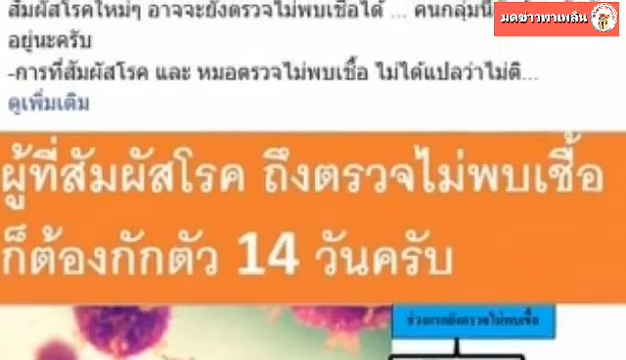 สัมผัสโรคใหม่ๆ อาจจะยังตรวจไม่พบเชื้อได้ ... คนกลุ่มนี้
มดข่าวพาเพลิน
อยู่นะครับ
-การที่สัมผัสโรค และ หมอตรวจไม่พบเชื้อ ไม่ได้แปลว่าไม่ติ...
ดูเพิ่มเติม
ผู้ที่สัมผัสโรค ถึงตรวจไม่พบเชื้อ
ก็ต้องกักตัว 14 วันครับ
ช่วงแรกยังตรวจไม่พบเชื้อ